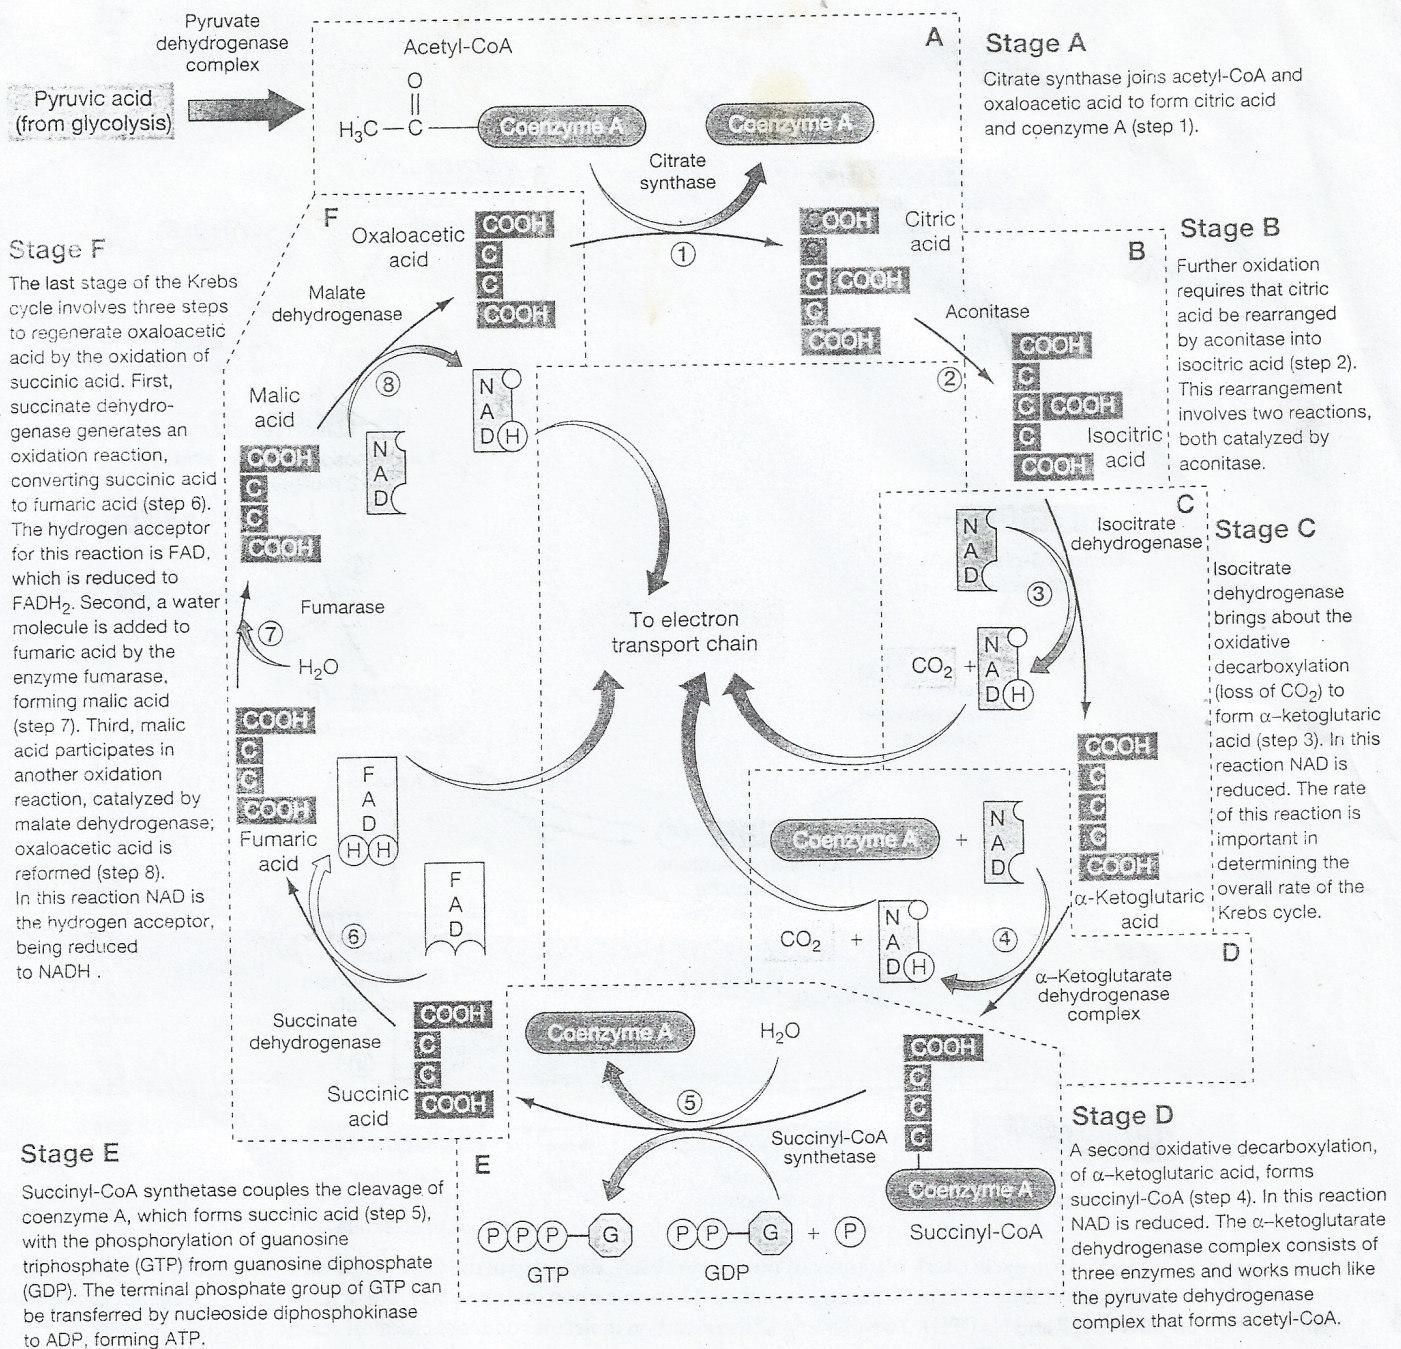 Pyruvate
dehydrogenase
complex
Pyruvic acid
(from glycolysis)
Acetyl-CoA
O
H₃C
C
Coenzyme A
Coenzyme A
Citrate
synthase
A
Stage A
Citrate synthase joins acetyl-CoA and
oxaloacetic acid to form citric acid
and coenzyme A (step 1).
F
Oxaloacetic
acid
COOH
C
C
COOH
1
COOH
C
C COOH
C
COOH
Citric
acid
Aconitase
2
B
COOH
C
C COOH
C
COOH
Isocitric
acid
Stage B
Further oxidation
requires that citric
acid be rearranged
by aconitase into
isocitric acid (step 2).
This rearrangement
involves two reactions,
both catalyzed by
aconitase.
Stage F
The last stage of the Krebs
cycle involves three steps
to regenerate oxaloacetic
acid by the oxidation of
succinic acid. First,
succinate dehydro-
genase generates an
oxidation reaction,
converting succinic acid
to fumaric acid (step 6).
The hydrogen acceptor
for this reaction is FAD,
which is reduced to
FADH₂. Second, a water
molecule is added to
fumaric acid by the
enzyme fumarase,
forming malic acid
(step 7). Third, malic
acid participates in
another oxidation
reaction, catalyzed by
malate dehydrogenase;
oxaloacetic acid is
reformed (step 8).
In this reaction NAD is
the hydrogen acceptor,
being reduced
to NADH .
Malate
dehydrogenase
8
NAD
H
NAD
Malic
acid
COOH
C
C
COOH
Fumarase
7
H₂O
COOH
C
C
COOH
Fumaric
acid
FAD
H H
FAD
6
Succinate
dehydrogenase
COOH
C
C
COOH
Succinic
acid
To electron
transport chain
C
NAD
Isocitrate
dehydrogenase
3
CO₂ + NAD
H
Stage C
Isocitrate
dehydrogenase
brings about the
oxidative
decarboxylation
(loss of CO₂) to
form α–ketoglutaric
acid (step 3). In this
reaction NAD is
reduced. The rate
of this reaction is
important in
determining the
overall rate of the
Krebs cycle.
COOH
C
C
C
COOH
α-Ketoglutaric
acid
Coenzyme A + NAD
CO₂ + NAD
H
4
D
α–Ketoglutarate
dehydrogenase
complex
COOH
C
C
C
Coenzyme A
Succinyl-CoA
Stage D
A second oxidative decarboxylation,
of α–ketoglutaric acid, forms
succinyl-CoA (step 4). In this reaction
NAD is reduced. The α–ketoglutarate
dehydrogenase complex consists of
three enzymes and works much like
the pyruvate dehydrogenase
complex that forms acetyl-CoA.
Coenzyme A
H₂O
5
Succinyl-CoA
synthetase
E
P P P G
GTP
P P G + P
GDP
Stage E
Succinyl-CoA synthetase couples the cleavage of
coenzyme A, which forms succinic acid (step 5),
with the phosphorylation of guanosine
triphosphate (GTP) from guanosine diphosphate
(GDP). The terminal phosphate group of GTP can
be transferred by nucleoside diphosphokinase
to ADP, forming ATP.